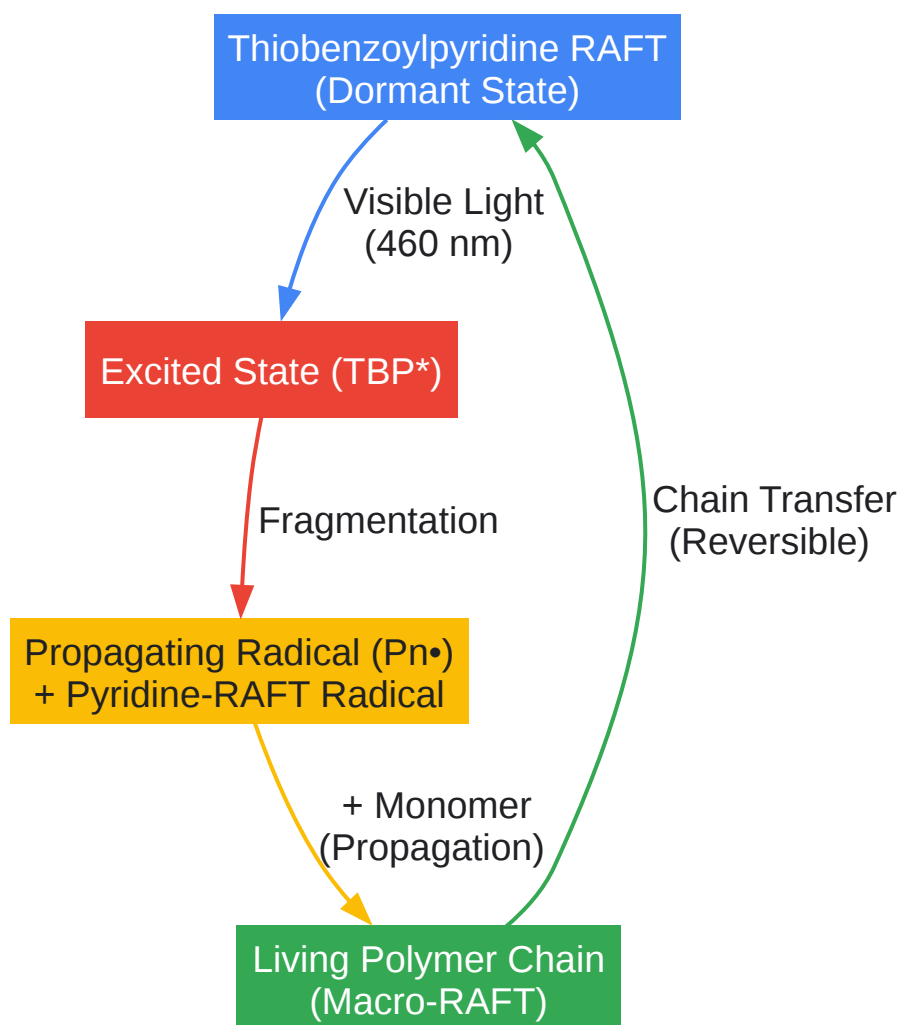 Thiobenzoylpyridine RAFT
(Dormant State)
Visible Light
(460 nm)
Excited State (TBP*)
Chain Transfer
(Reversible)
Fragmentation
Propagating Radical (Pn•)
+ Pyridine-RAFT Radical
+ Monomer
(Propagation)
Living Polymer Chain
(Macro-RAFT)